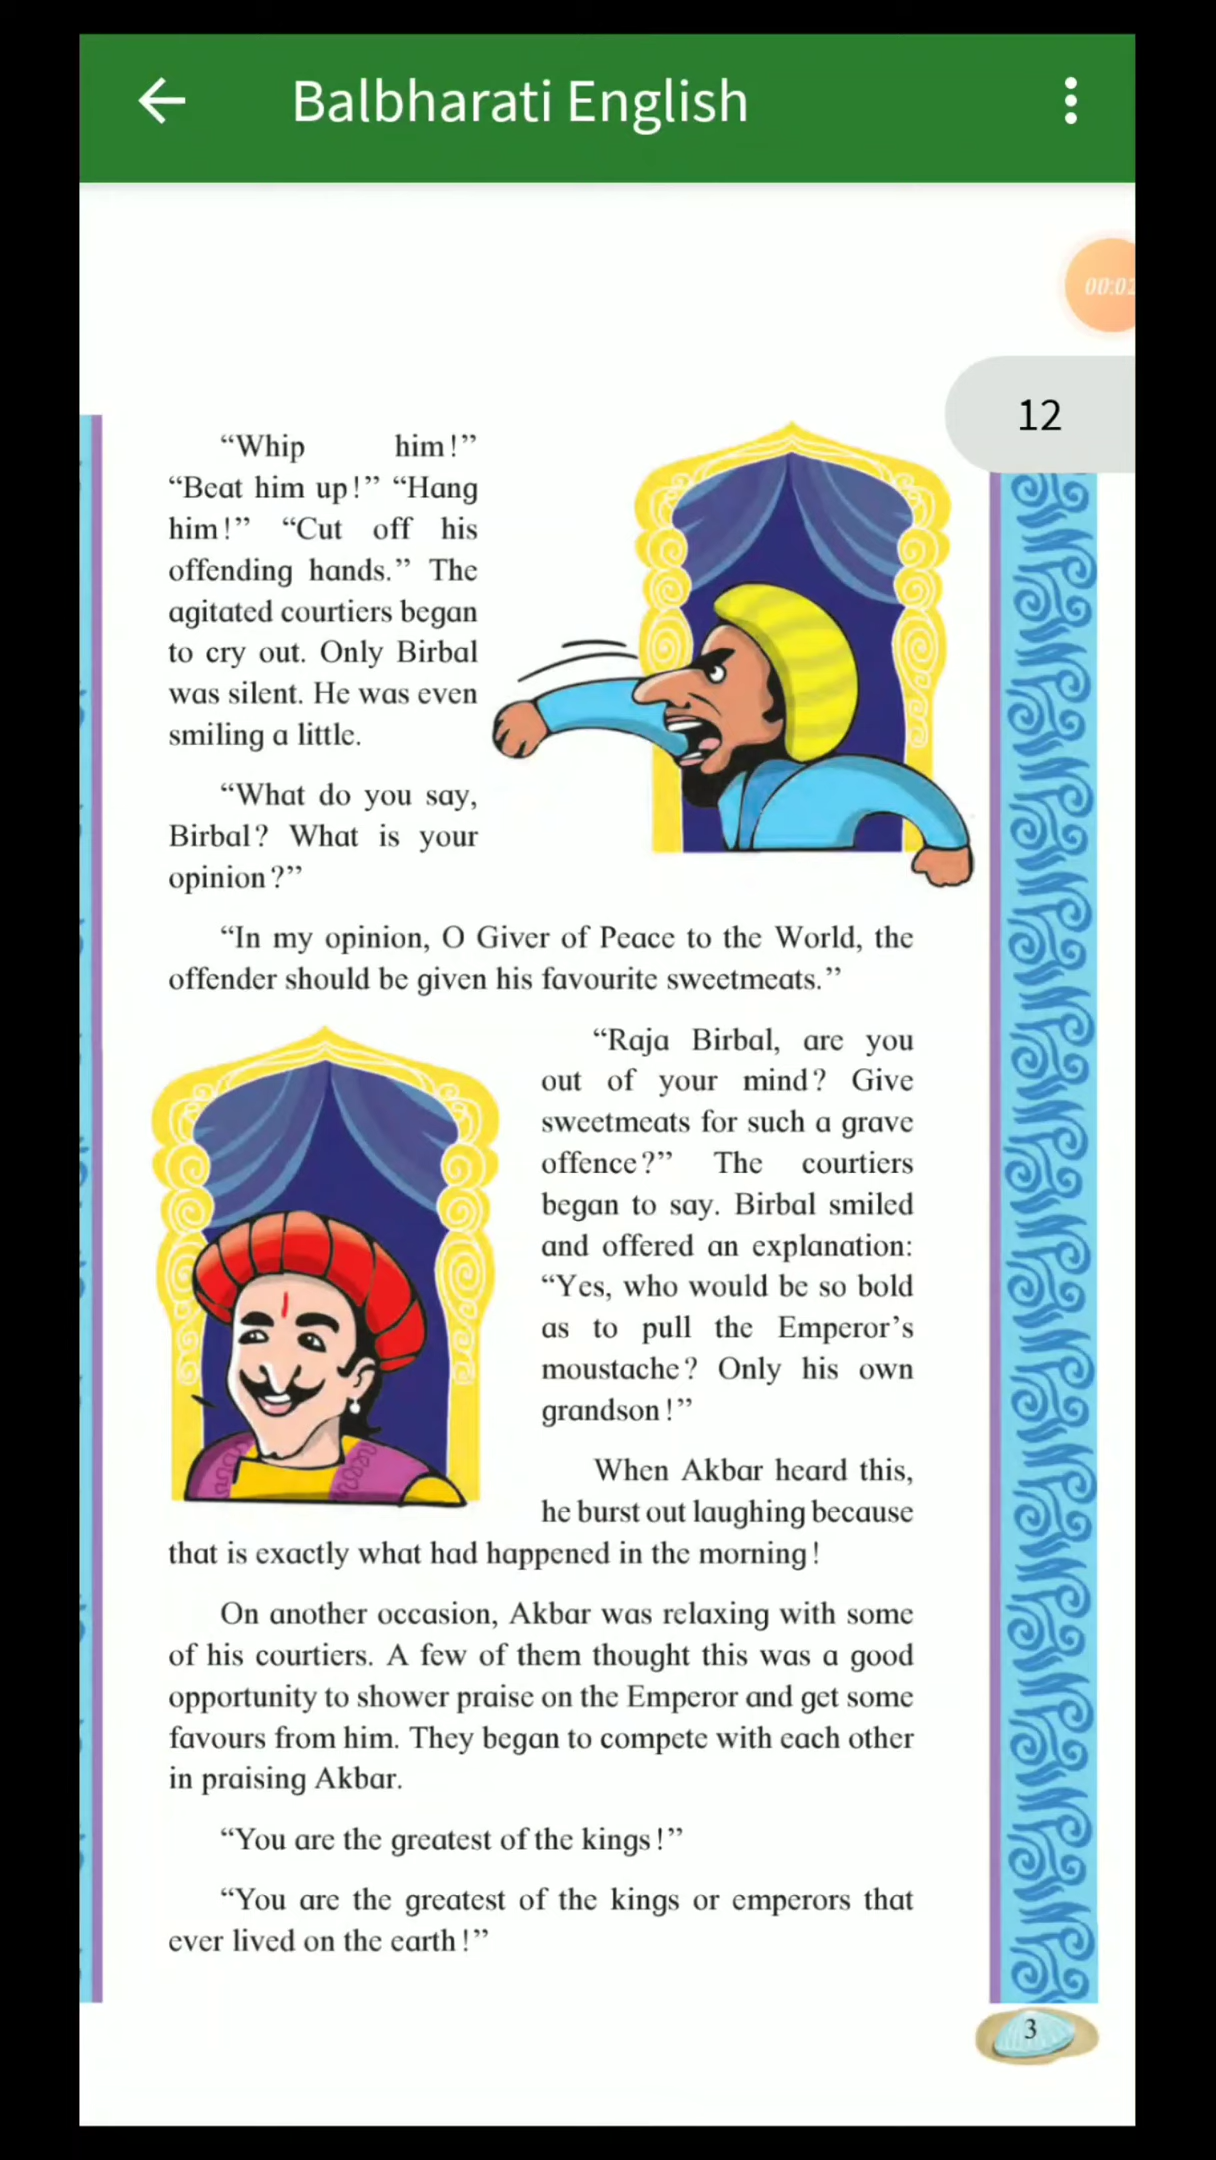 Balbharati English
00:02
12
“Whip him!”
“Beat him up!” “Hang
him!” “Cut off his
offending hands.” The
agitated courtiers began
to cry out. Only Birbal
was silent. He was even
smiling a little.
“What do you say,
Birbal? What is your
opinion?”
“In my opinion, O Giver of Peace to the World, the
offender should be given his favourite sweetmeats.”
“Raja Birbal, are you
out of your mind? Give
sweetmeats for such a grave
offence?” The courtiers
began to say. Birbal smiled
and offered an explanation:
“Yes, who would be so bold
as to pull the Emperor’s
moustache? Only his own
grandson!”
When Akbar heard this,
he burst out laughing because
that is exactly what had happened in the morning!
On another occasion, Akbar was relaxing with some
of his courtiers. A few of them thought this was a good
opportunity to shower praise on the Emperor and get some
favours from him. They began to compete with each other
in praising Akbar.
“You are the greatest of the kings!”
“You are the greatest of the kings or emperors that
ever lived on the earth!”
3